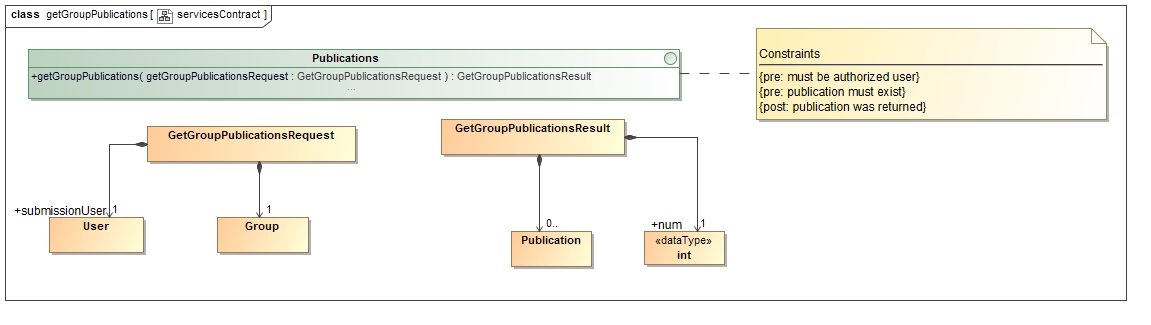 class getGroupPublications [ servicesContract ]
Publications
+getGroupPublications( getGroupPublicationsRequest : GetGroupPublicationsRequest ) : GetGroupPublicationsResult
...
Constraints
{pre: must be authorized user}
{pre: publication must exist}
{post: publication was returned}
GetGroupPublicationsRequest
GetGroupPublicationsResult
+submissionUser 1
1
0..
+num 1
User
Group
Publication
«dataType»
int